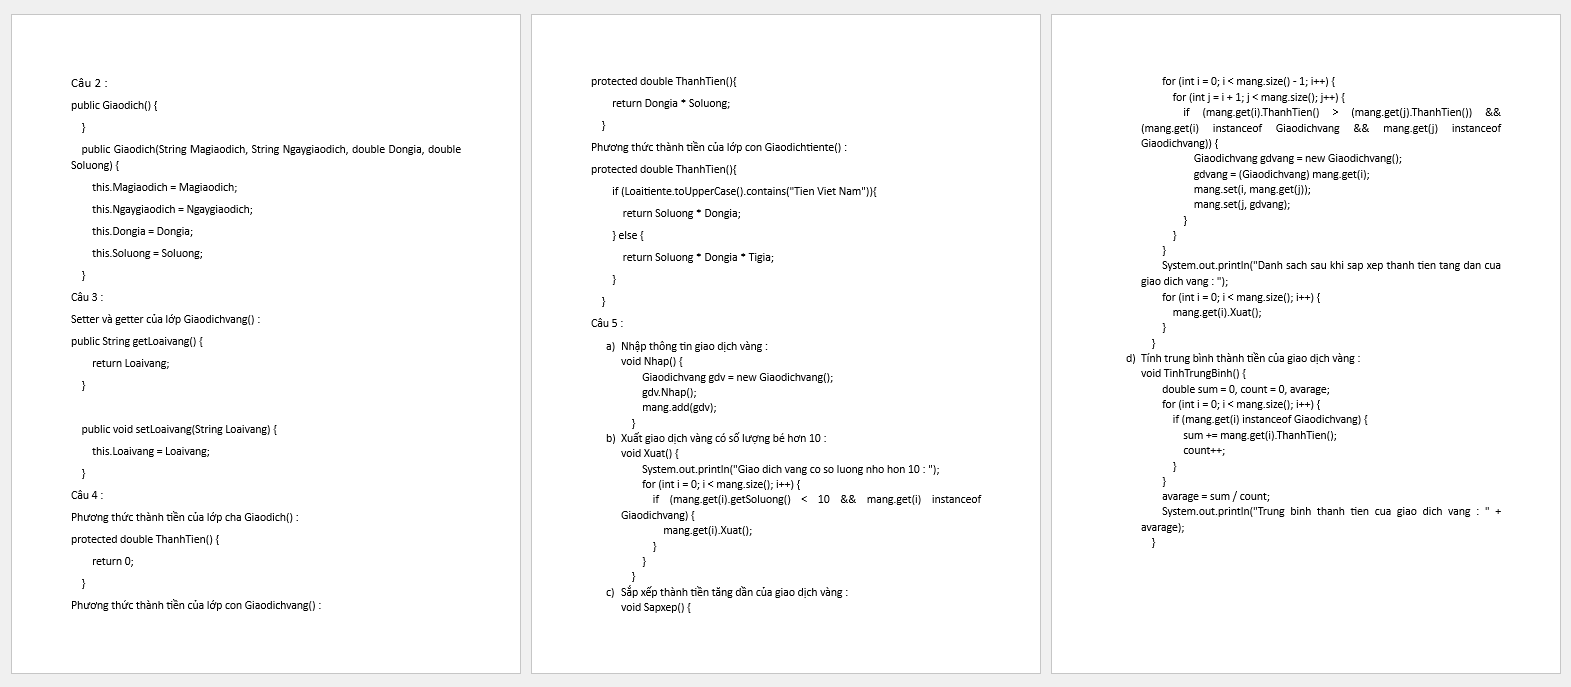 Câu 2 :
public Giaodich() {
}
public Giaodich(String Magiaodich, String Ngaygiaodich, double Dongia, double
Soluong) {
this.Magiaodich = Magiaodich;
this.Ngaygiaodich = Ngaygiaodich;
this.Dongia = Dongia;
this.Soluong = Soluong;
}
Câu 3 :
Setter và getter của lớp Giaodichvang() :
public String getLoaivang() {
return Loaivang;
}
public void setLoaivang(String Loaivang) {
this.Loaivang = Loaivang;
}
Câu 4 :
Phương thức thành tiền của lớp cha Giaodich() :
protected double ThanhTien() {
return 0;
}
Phương thức thành tiền của lớp con Giaodichvang() :
protected double ThanhTien(){
return Dongia * Soluong;
}
Phương thức thành tiền của lớp con Giaodichtiente() :
protected double ThanhTien(){
if (Loaitiente.toUpperCase().contains("Tien Viet Nam")){
return Soluong * Dongia;
} else {
return Soluong * Dongia * Tigia;
}
}
Câu 5 :
a) Nhập thông tin giao dịch vàng :
void Nhap() {
Giaodichvang gdv = new Giaodichvang();
gdv.Nhap();
mang.add(gdv);
}
b) Xuất giao dịch vàng có số lượng bé hơn 10 :
void Xuat() {
System.out.println("Giao dich vang co so luong nho hon 10 : ");
for (int i = 0; i < mang.size(); i++) {
if (mang.get(i).getSoluong() < 10 && mang.get(i) instanceof
Giaodichvang) {
mang.get(i).Xuat();
}
}
}
c) Sắp xếp thành tiền tăng dần của giao dịch vàng :
void Sapxep() {
for (int i = 0; i < mang.size() - 1; i++) {
for (int j = i + 1; j < mang.size(); j++) {
if (mang.get(i).ThanhTien() > (mang.get(j).ThanhTien()) &&
(mang.get(i) instanceof Giaodichvang && mang.get(j) instanceof
Giaodichvang)) {
Giaodichvang gdvang = new Giaodichvang();
gdvang = (Giaodichvang) mang.get(i);
mang.set(i, mang.get(j));
mang.set(j, gdvang);
}
}
}
System.out.println("Danh sach sau khi sap xep thanh tien tang dan cua
giao dich vang : ");
for (int i = 0; i < mang.size(); i++) {
mang.get(i).Xuat();
}
}
d) Tính trung bình thành tiền của giao dịch vàng :
void TinhTrungBinh() {
double sum = 0, count = 0, avarage;
for (int i = 0; i < mang.size(); i++) {
if (mang.get(i) instanceof Giaodichvang) {
sum += mang.get(i).ThanhTien();
count++;
}
}
avarage = sum / count;
System.out.println("Trung binh thanh tien cua giao dich vang : " +
avarage);
}